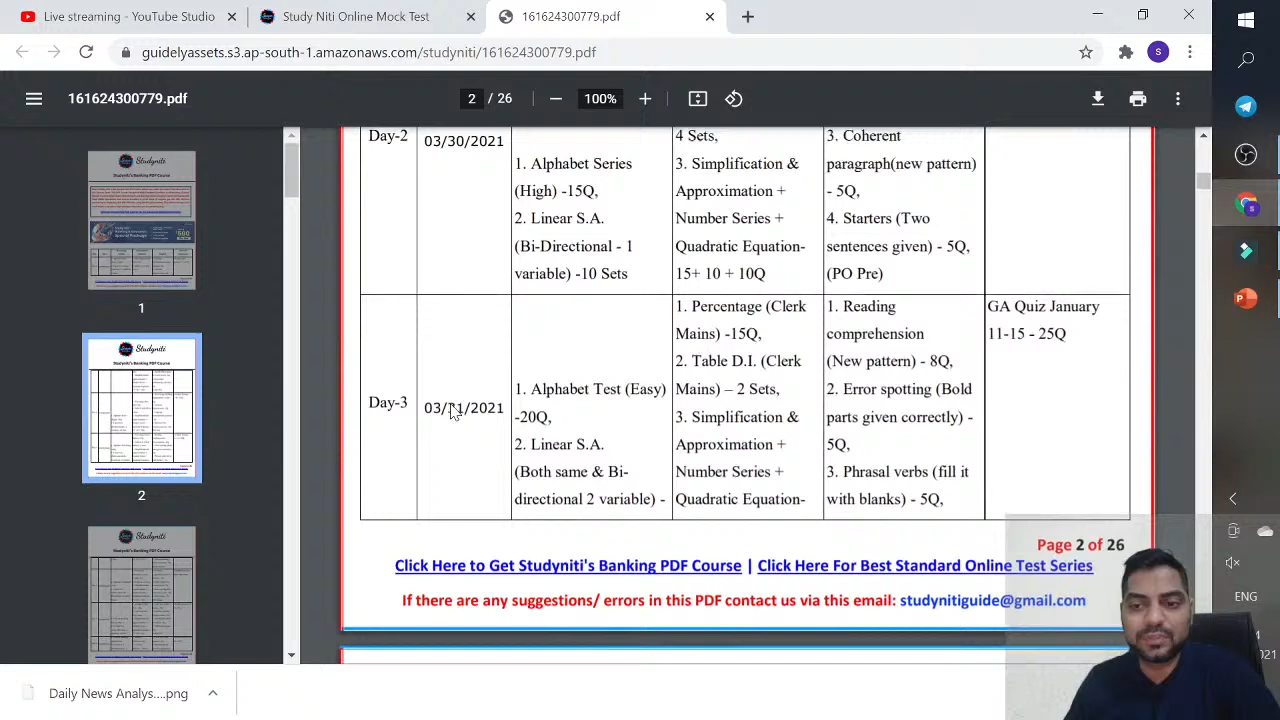 Live streaming - YouTube Studio
Study Niti Online Mock Test
161624300779.pdf
guidelyassets.s3.ap-south-1.amazonaws.com/studyniti/161624300779.pdf
S
161624300779.pdf
2 / 26
100%
Day-2
03/30/2021
1. Alphabet Series
(High) -15Q,
2. Linear S.A.
(Bi-Directional - 1
variable) -10 Sets
4 Sets,
3. Simplification &
Approximation +
Number Series +
Quadratic Equation-
15+ 10 + 10Q
3. Coherent
paragraph(new pattern)
- 5Q,
4. Starters (Two
sentences given) - 5Q,
(PO Pre)
Day-3
03/31/2021
1. Alphabet Test (Easy)
-20Q
2. Linear S.A.
(Both same & Bi-
directional 2 variable) -
1. Percentage (Clerk
Mains) -15Q,
2. Table D.I. (Clerk
Mains) – 2 Sets,
3. Simplification &
Approximation +
Number Series +
Quadratic Equation-
1. Reading
comprehension
(New pattern) - 8Q,
2. Error spotting (Bold
parts given correctly) -
5Q,
3. Phrasal verbs (fill it
with blanks) - 5Q,
GA Quiz January
11-15 - 25Q
Page 2 of 26
Click Here to Get Studyniti's Banking PDF Course | Click Here For Best Standard Online Test Series
If there are any suggestions/ errors in this PDF contact us via this email: studynitiguide@gmail.com
Studyniti
Studyniti's Banking PDF Course
1
2
ENG
Daily News Analys....png